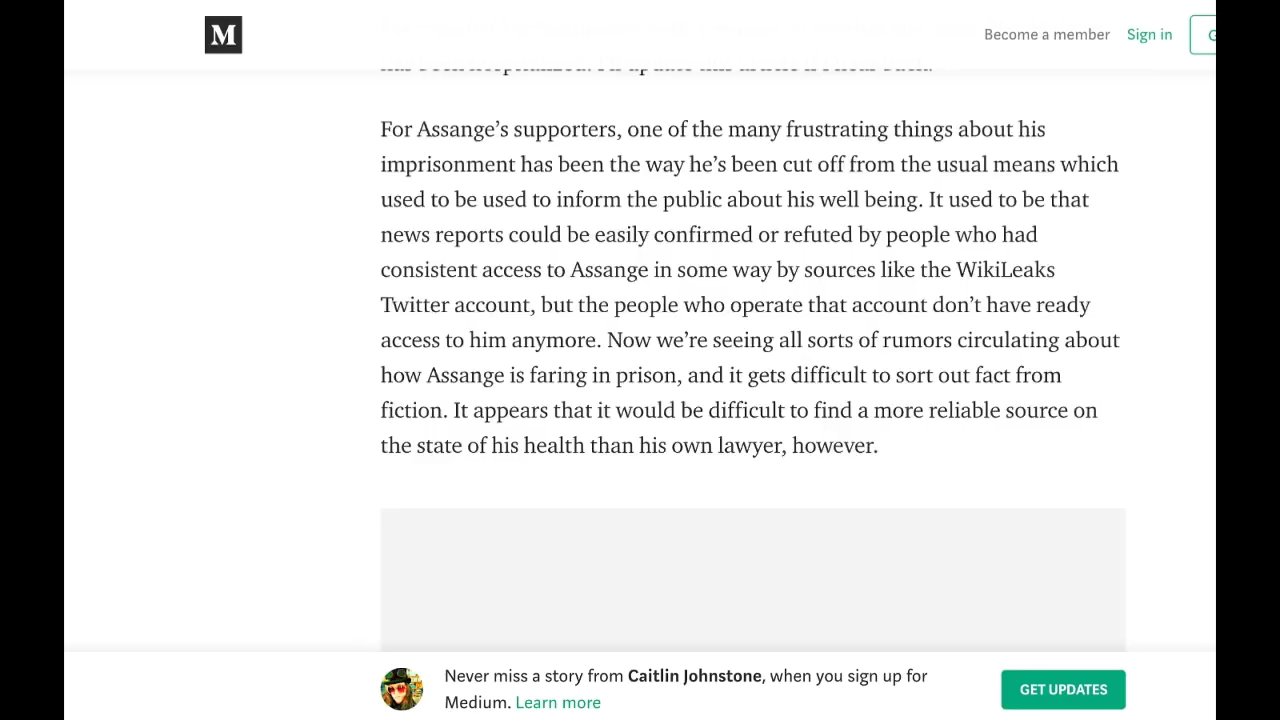 M
Become a member Sign in G
For Assange’s supporters, one of the many frustrating things about his
imprisonment has been the way he’s been cut off from the usual means which
used to be used to inform the public about his well being. It used to be that
news reports could be easily confirmed or refuted by people who had
consistent access to Assange in some way by sources like the WikiLeaks
Twitter account, but the people who operate that account don’t have ready
access to him anymore. Now we’re seeing all sorts of rumors circulating about
how Assange is faring in prison, and it gets difficult to sort out fact from
fiction. It appears that it would be difficult to find a more reliable source on
the state of his health than his own lawyer, however.
Never miss a story from Caitlin Johnstone, when you sign up for
Medium. Learn more
GET UPDATES